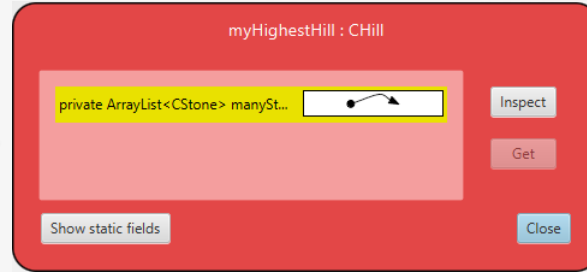 myHighestHill : CHill
private ArrayList<CStone> manySt...
Inspect
Get
Show static fields
Close